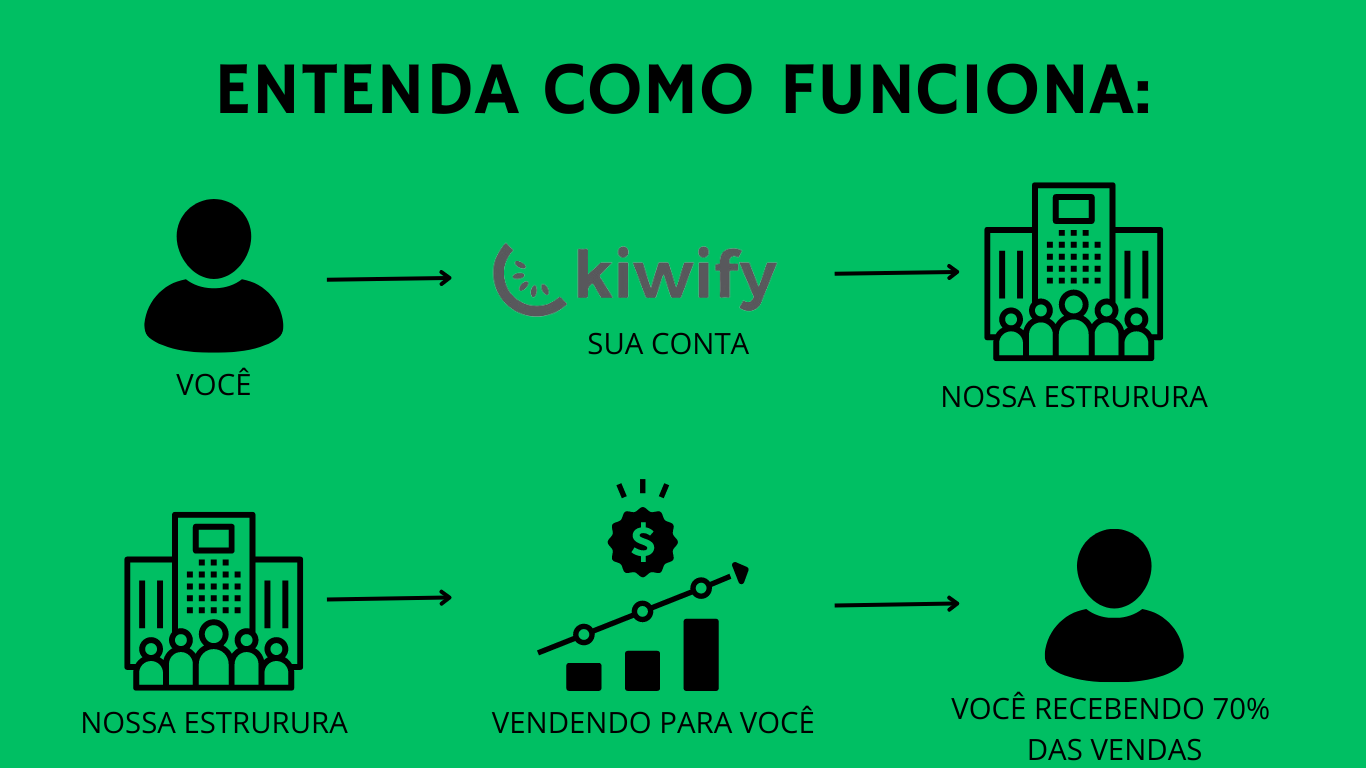 ENTENDA COMO FUNCIONA:
kiwify
SUA CONTA
VOCÊ
NOSSA ESTRURURA
$
NOSSA ESTRURURA
VENDENDO PARA VOCÊ
VOCÊ RECEBENDO 70%
DAS VENDAS